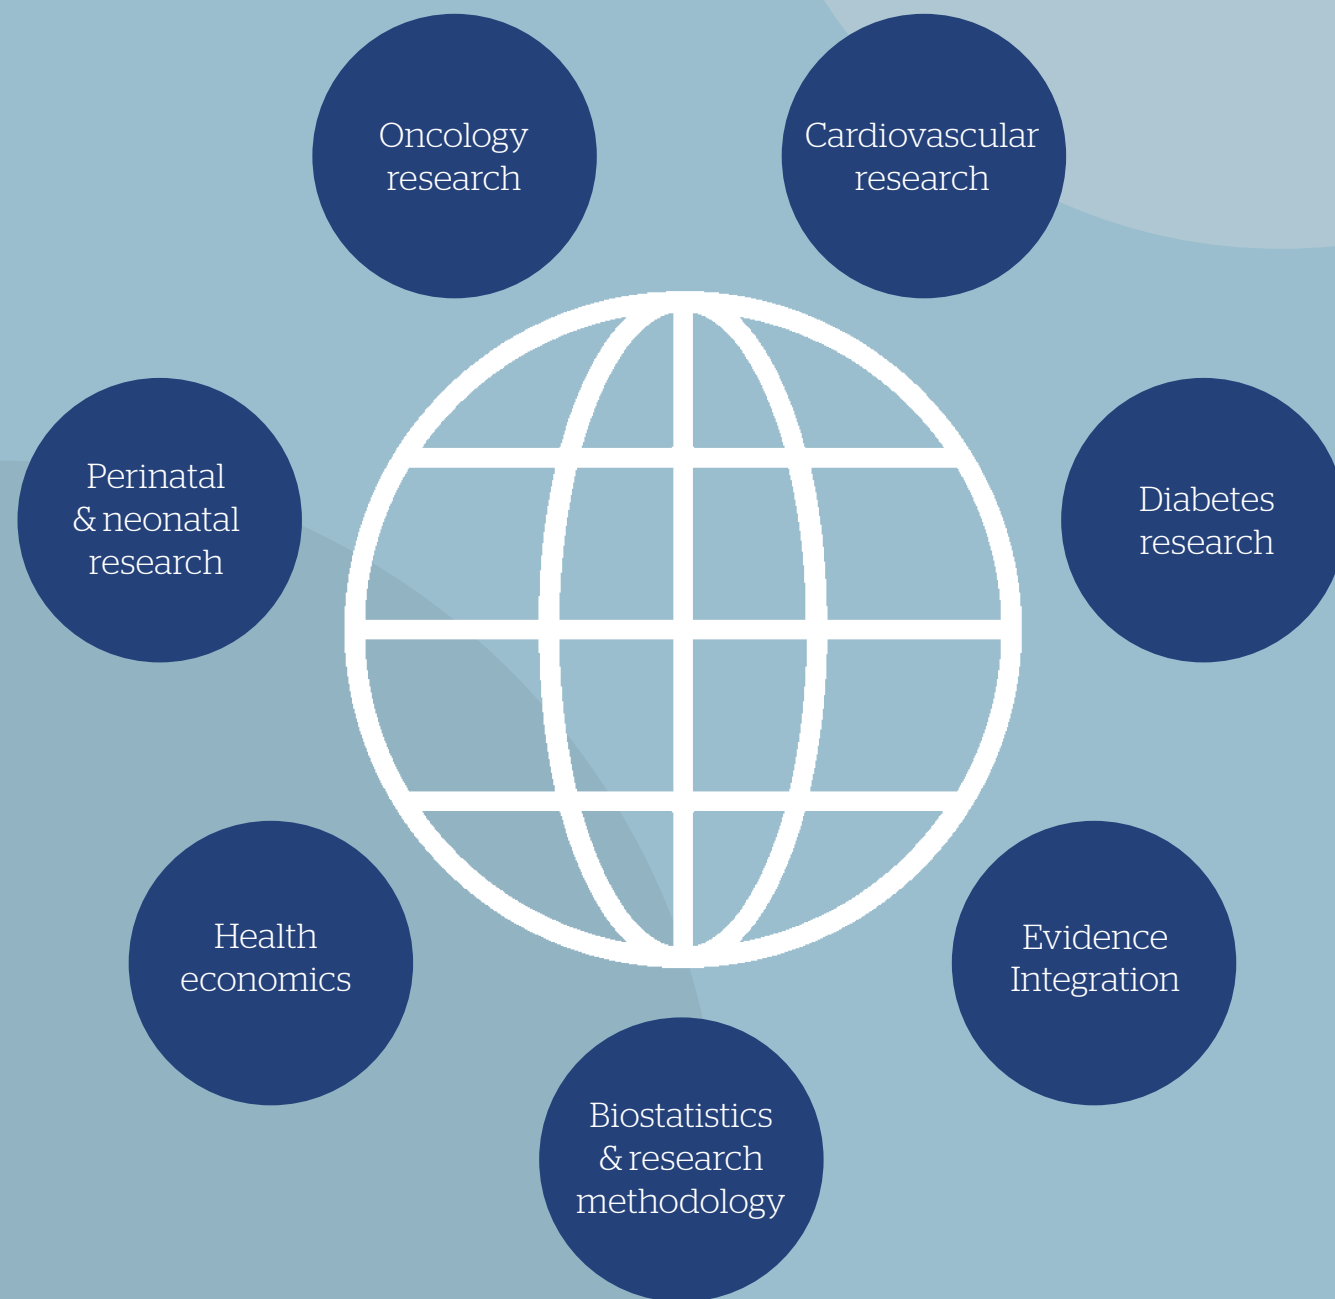 Oncology
research
Cardiovascular
research
Perinatal
& neonatal
research
Diabetes
research
Health
economics
Evidence
Integration
Biostatistics
& research
methodology